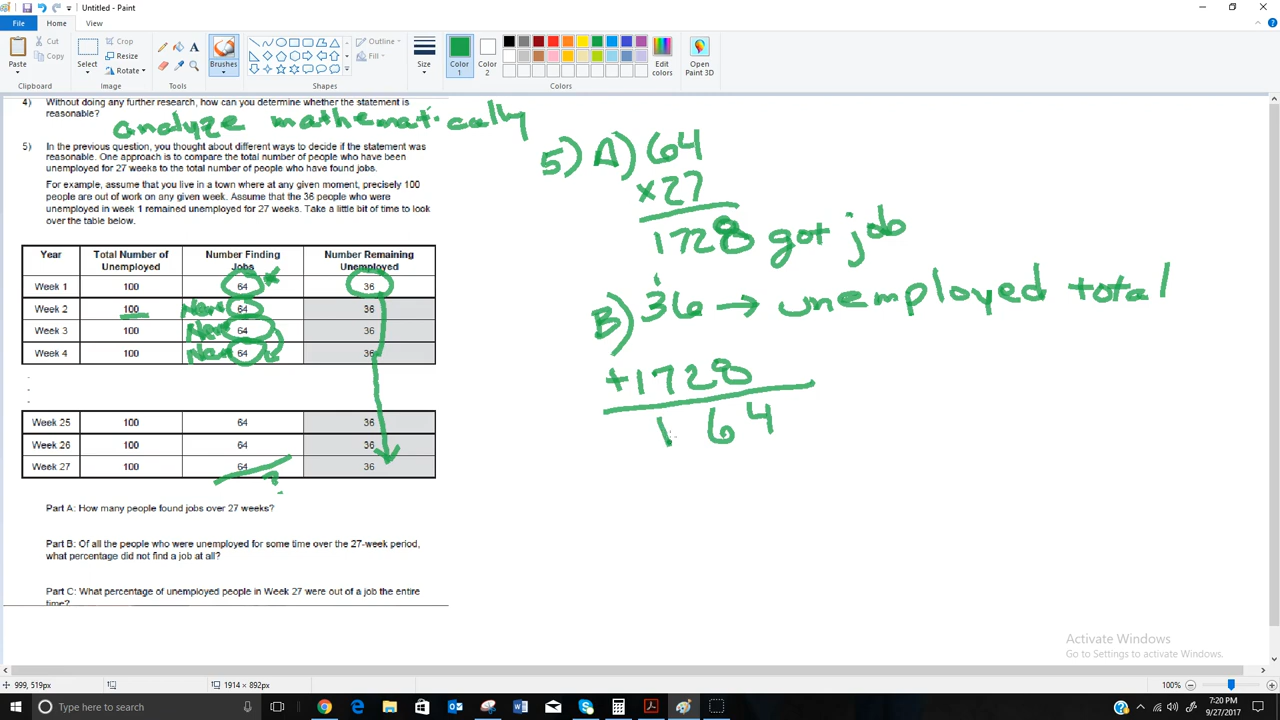 Untitled - Paint
File Home View
Paste Cut Copy Clipboard
Select Crop Resize Rotate Image
Tools
Brushes
Outline Fill Shapes
Size
Color 1 Color 2 Colors
Edit colors
Open Paint 3D
4) Without doing any further research, how can you determine whether the statement is
reasonable?
analyze mathematically
5) In the previous question, you thought about different ways to decide if the statement was
reasonable. One approach is to compare the total number of people who have been
unemployed for 27 weeks to the total number of people who have found jobs.
For example, assume that you live in a town where at any given moment, precisely 100
people are out of work on any given week. Assume that the 36 people who were
unemployed in week 1 remained unemployed for 27 weeks. Take a little bit of time to look
over the table below.
Year Total Number of Unemployed Number Finding Jobs Number Remaining Unemployed
Week 1 100 64 36
Week 2 100 New 64 36
Week 3 100 New 64 36
Week 4 100 New 64 36
Week 25 100 64 36
Week 26 100 64 36
Week 27 100 64 36
?
Part A: How many people found jobs over 27 weeks?
Part B: Of all the people who were unemployed for some time over the 27-week period,
what percentage did not find a job at all?
Part C: What percentage of unemployed people in Week 27 were out of a job the entire
time?
5) A) 64
×27
1728 got job
1
B) 36 → unemployed total
+1728
1 64
Activate Windows
Go to Settings to activate Windows.
999, 519px 1914 × 892px 100%
Type here to search
7:20 PM
9/27/2017